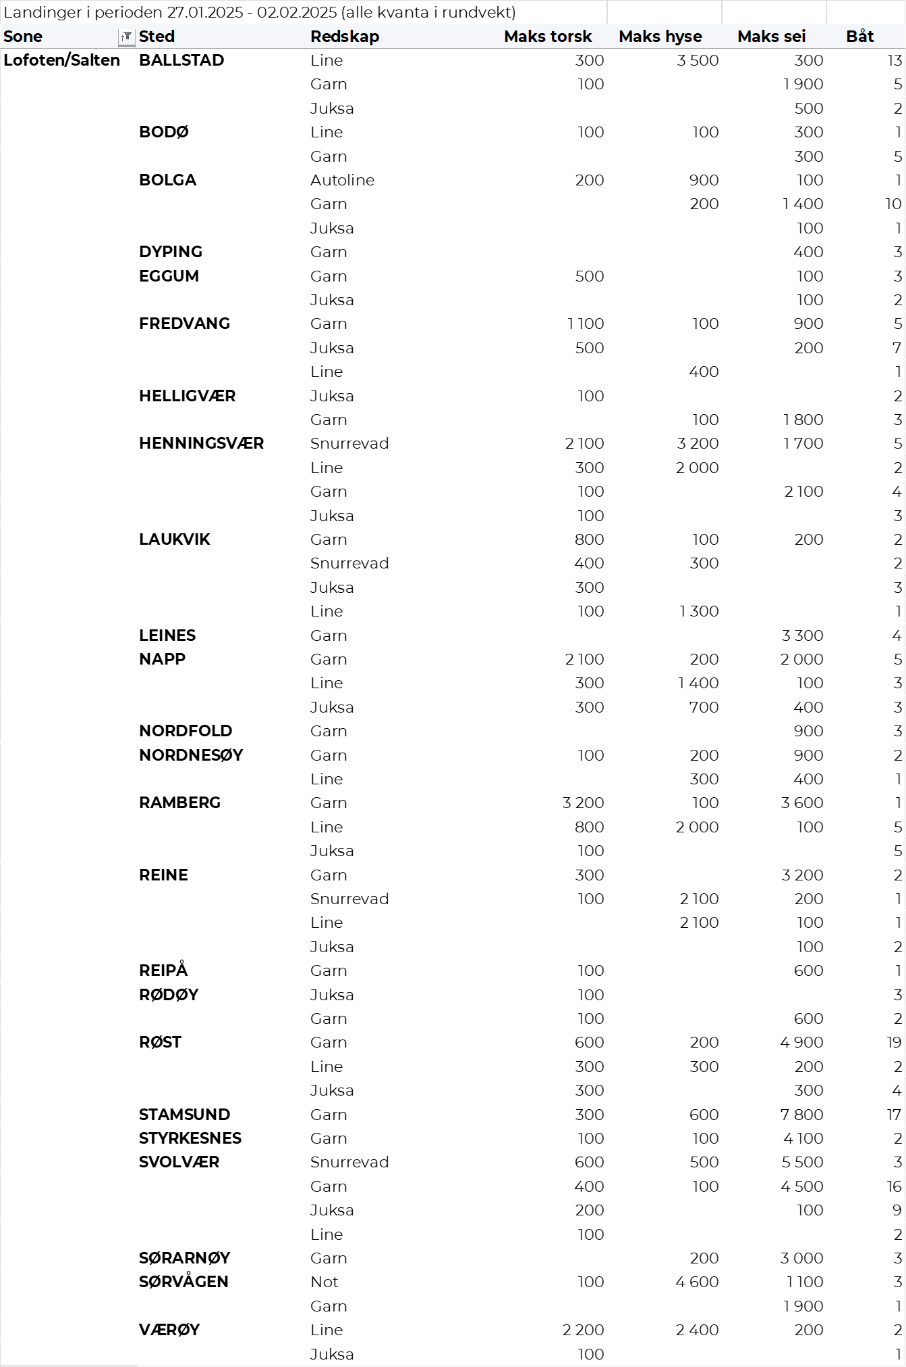 Landinger i perioden 27.01.2025 - 02.02.2025 (alle kvanta i rundvekt)
Sone Sted Redskap Maks torsk Maks hyse Maks sei Båt
Lofoten/Salten BALLSTAD Line 300 3 500 300 13
Garn 100 1 900 5
Juksa 500 2
BODØ Line 100 100 300 1
Garn 300 5
BOLGA Autoline 200 900 100 1
Garn 200 1 400 10
Juksa 100 1
DYPING Garn 400 3
EGGUM Garn 500 100 3
Juksa 100 2
FREDVANG Garn 1 100 100 900 5
Juksa 500 200 7
Line 400 1
HELLIGVÆR Juksa 100 2
Garn 100 1 800 3
HENNINGSVÆR Snurrevad 2 100 3 200 1 700 5
Line 300 2 000 2
Garn 100 2 100 4
Juksa 100 3
LAUKVIK Garn 800 100 200 2
Snurrevad 400 300 2
Juksa 300 3
Line 100 1 300 1
LEINES Garn 3 300 4
NAPP Garn 2 100 200 2 000 5
Line 300 1 400 100 3
Juksa 300 700 400 3
NORDFOLD Garn 900 3
NORDNESØY Garn 100 200 900 2
Line 300 400 1
RAMBERG Garn 3 200 100 3 600 1
Line 800 2 000 100 5
Juksa 100 5
REINE Garn 300 3 200 2
Snurrevad 100 2 100 200 1
Line 2 100 100 1
Juksa 100 2
REIPÅ Garn 100 600 1
RØDØY Juksa 100 3
Garn 100 600 2
RØST Garn 600 200 4 900 19
Line 300 300 200 2
Juksa 300 300 4
STAMSUND Garn 300 600 7 800 17
STYRKESNES Garn 100 100 4 100 2
SVOLVÆR Snurrevad 600 500 5 500 3
Garn 400 100 4 500 16
Juksa 200 100 9
Line 100 2
SØRARNØY Garn 200 3 000 3
SØRVÅGEN Not 100 4 600 1 100 3
Garn 1 900 1
VÆRØY Line 2 200 2 400 200 2
Juksa 100 1